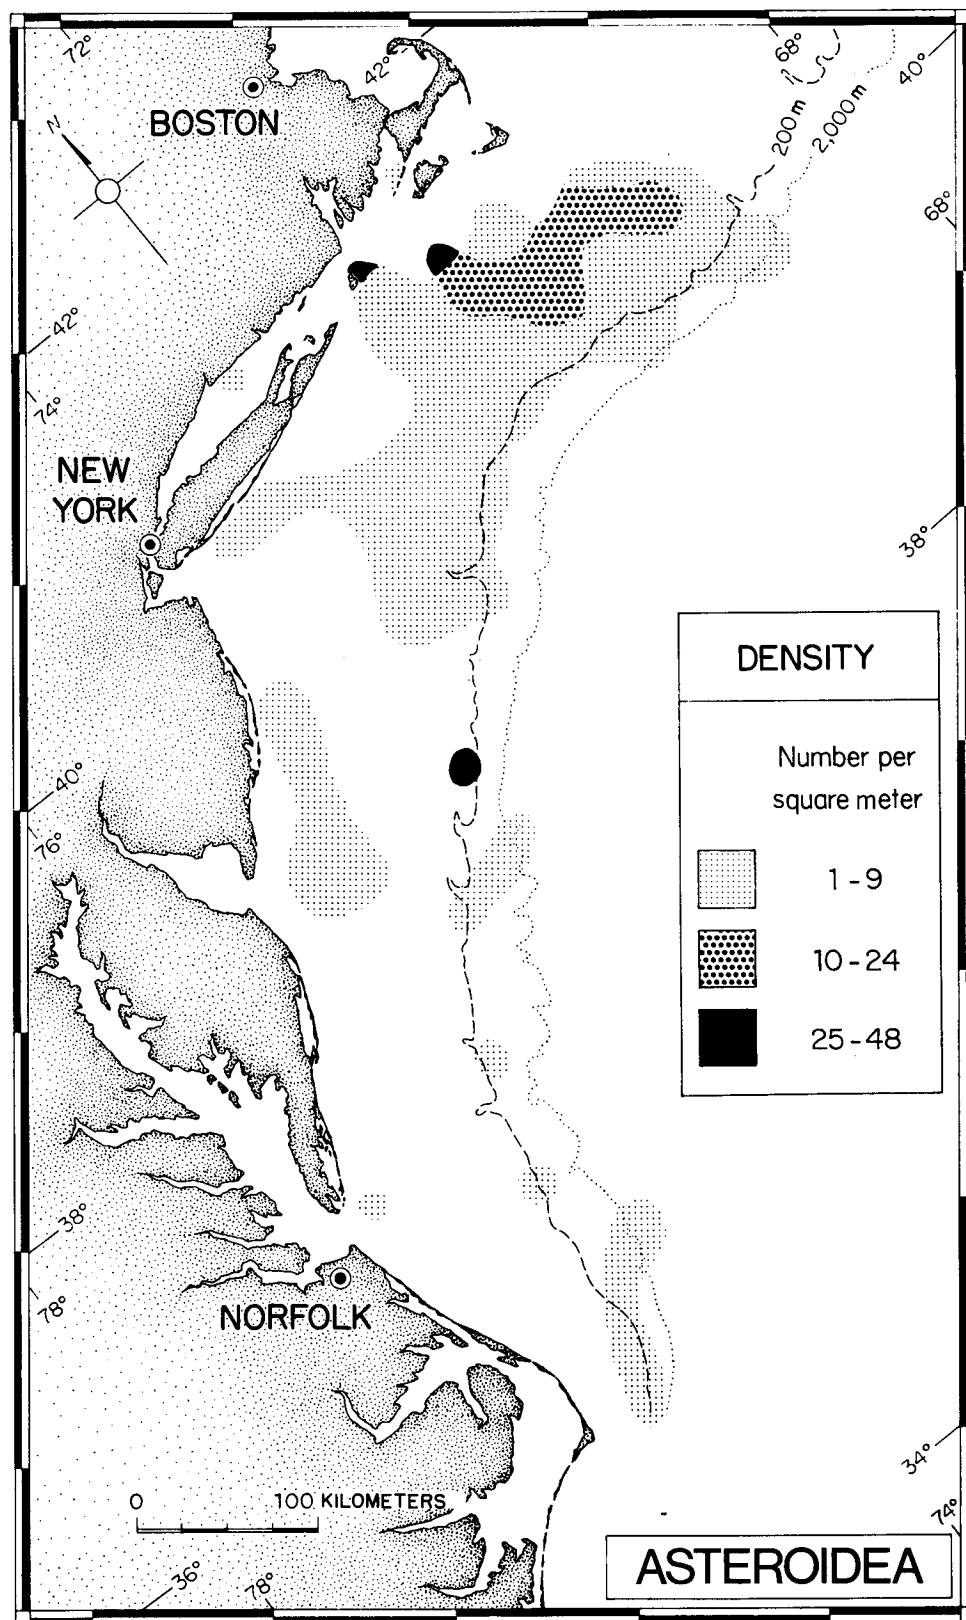 72°
42°
68°
40°
BOSTON
200 m
2,000 m
N
68°
42°
74°
NEW
YORK
38°
DENSITY
Number per
square meter
1 - 9
10 - 24
25 - 48
40°
76°
38°
78°
NORFOLK
34°
0 100 KILOMETERS
74°
36°
78°
ASTEROIDEA